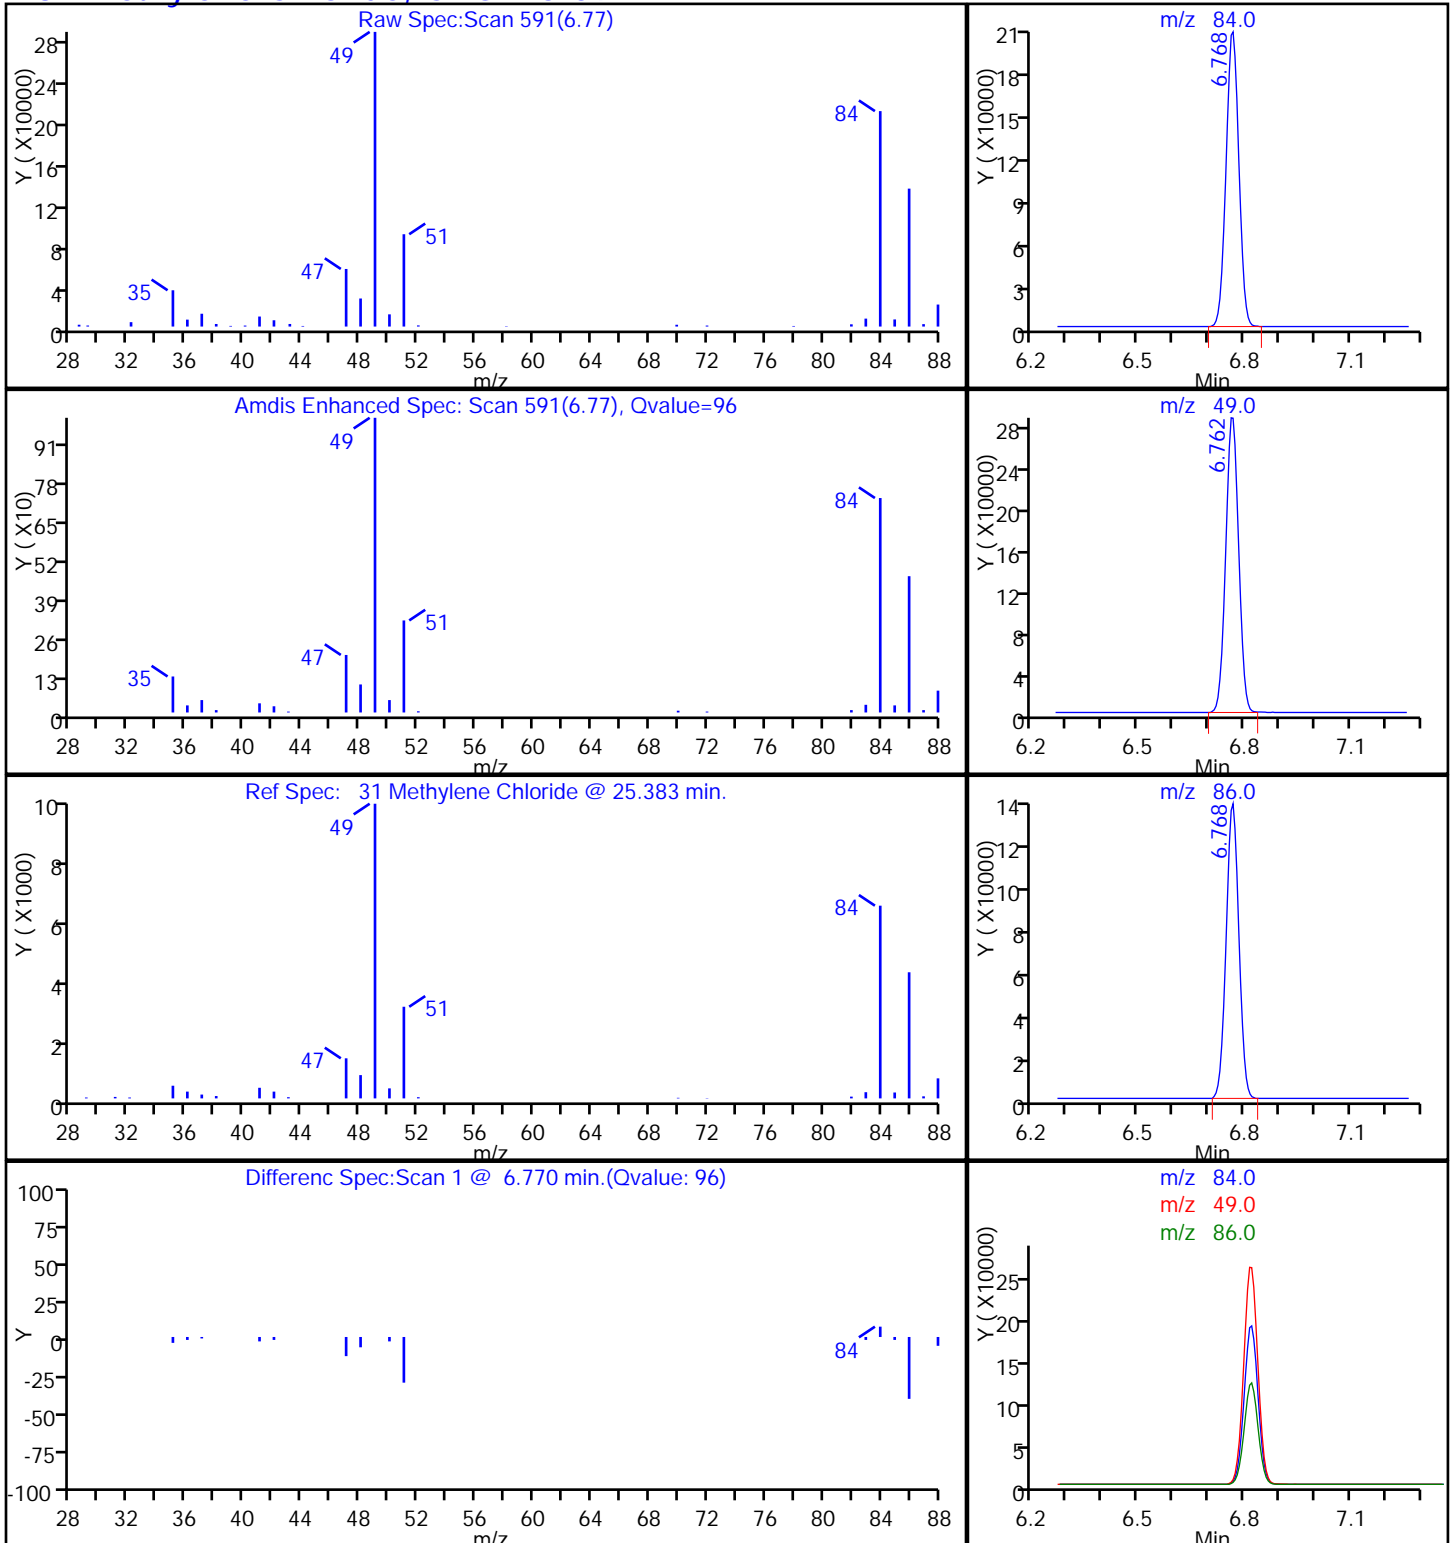 Raw Spec:Scan 591(6.77)
Y ( X10000)
28
24
20
16
12
8
4
0
49
84
51
47
35
28 32 36 40 44 48 52 56 60 64 68 72 76 80 84 88
m/z
m/z 84.0
Y ( X10000)
21
18
15
12
9
6
3
0
6.768
6.2 6.5 6.8 7.1
Min
Amdis Enhanced Spec: Scan 591(6.77), Qvalue=96
Y ( X10)
91
78
65
52
39
26
13
0
49
84
51
47
35
28 32 36 40 44 48 52 56 60 64 68 72 76 80 84 88
m/z
m/z 49.0
Y ( X10000)
28
24
20
16
12
8
4
0
6.762
6.2 6.5 6.8 7.1
Min
Ref Spec: 31 Methylene Chloride @ 25.383 min.
Y ( X1000)
10
8
6
4
2
0
49
84
51
47
28 32 36 40 44 48 52 56 60 64 68 72 76 80 84 88
m/z
m/z 86.0
Y ( X10000)
14
12
10
8
6
4
2
0
6.768
6.2 6.5 6.8 7.1
Min
Differenc Spec:Scan 1 @ 6.770 min.(Qvalue: 96)
Y
100
75
50
25
0
-25
-50
-75
-100
84
28 32 36 40 44 48 52 56 60 64 68 72 76 80 84 88
m/z
m/z 84.0
m/z 49.0
m/z 86.0
Y ( X10000)
25
20
15
10
5
0
6.2 6.5 6.8 7.1
Min